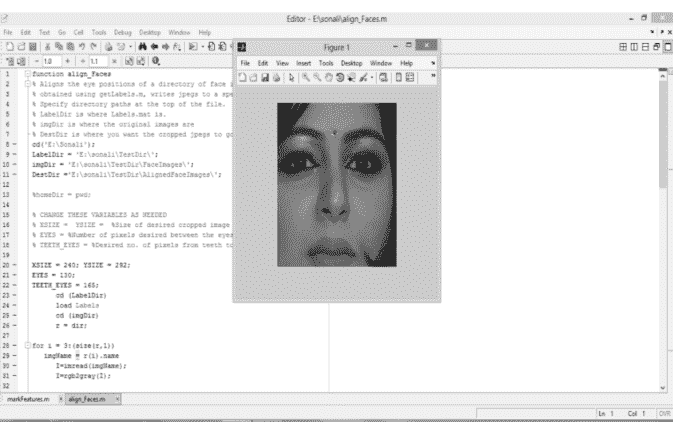 Editor - E:\sonali\align_Faces.m
File Edit Text Go Cell Tools Debug Desktop Window Help
1.0
1.1
1 function align_Faces
2 % Aligns the eye positions of a directory of face
3 % obtained using getLabels.m, writes jpegs to a
4 % Specify directory paths at the top of the file.
5 % LabelDir is where Labels.mat is.
6 % imgDir is where the original images are
7 % DestDir is where you want the cropped jpegs to
8 cd('E:\Sonali');
9 LabelDir = 'E:\sonali\TestDir\';
10 imgDir = 'E:\sonali\TestDir\FaceImages\';
11 DestDir ='E:\sonali\TestDir\AlignedFaceImages\';
12
13 %homeDir = pwd;
14
15 % CHANGE THESE VARIABLES AS NEEDED
16 % XSIZE = YSIZE = %Size of desired cropped image
17 % EYES = %Number of pixels desired between the eyes
18 % TEETH_EYES = %Desired no. of pixels from teeth
19
20 XSIZE = 240; YSIZE = 292;
21 EYES = 130;
22 TEETH_EYES = 165;
23 cd (LabelDir)
24 load Labels
25 cd (imgDir)
26 r = dir;
27
28 for i = 3:(size(r,1))
29 imgName = r(i).name
30 I=imread(imgName);
31 I=rgb2gray(I);
32
Figure 1
File Edit View Insert Tools Desktop Window Help
markFeatures.m × align_Faces.m ×
Ln 1 Col 1 OVR